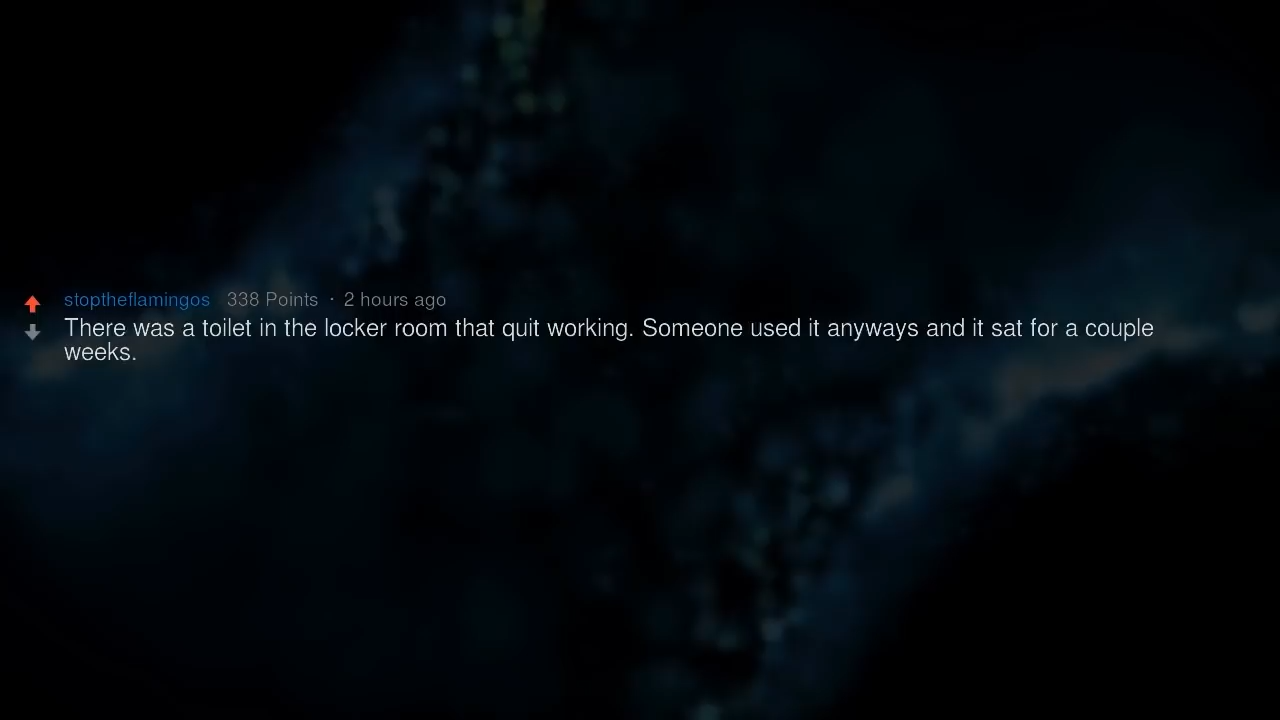 stoptheflamingos 338 Points · 2 hours ago
There was a toilet in the locker room that quit working. Someone used it anyways and it sat for a couple
weeks.